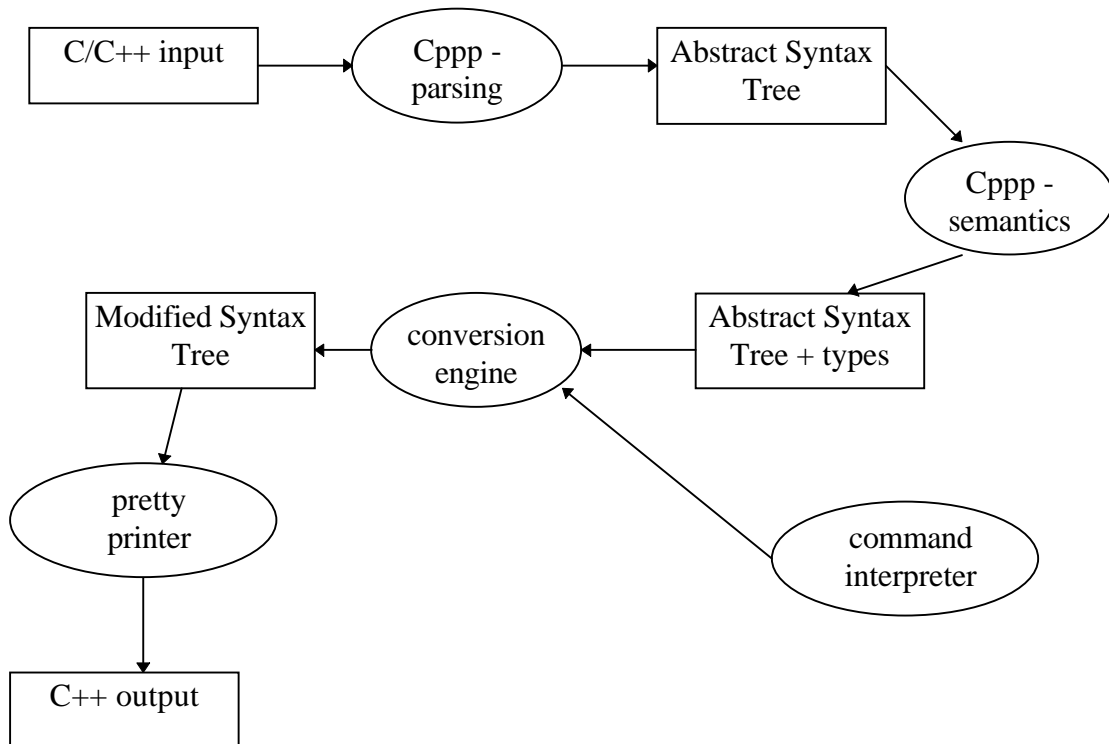 C/C++ input
Cppp -
parsing
Abstract Syntax
Tree
Cppp -
semantics
Modified Syntax
Tree
conversion
engine
Abstract Syntax
Tree + types
pretty
printer
command
interpreter
C++ output